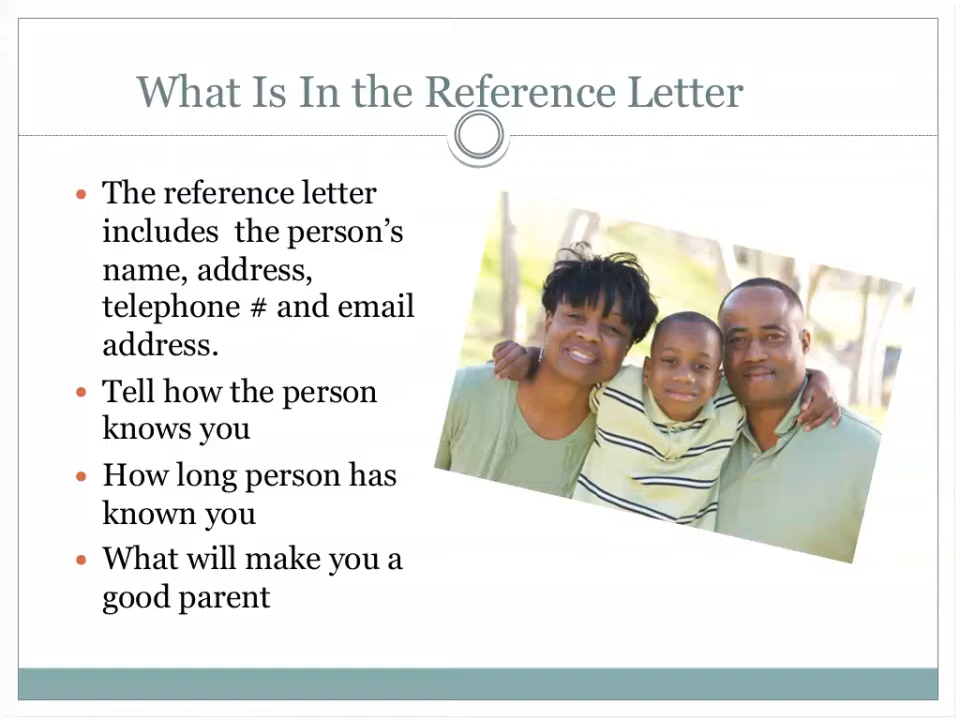 What Is In the Reference Letter
• The reference letter
includes  the person’s
name, address,
telephone # and email
address.
• Tell how the person
knows you
• How long person has
known you
• What will make you a
good parent